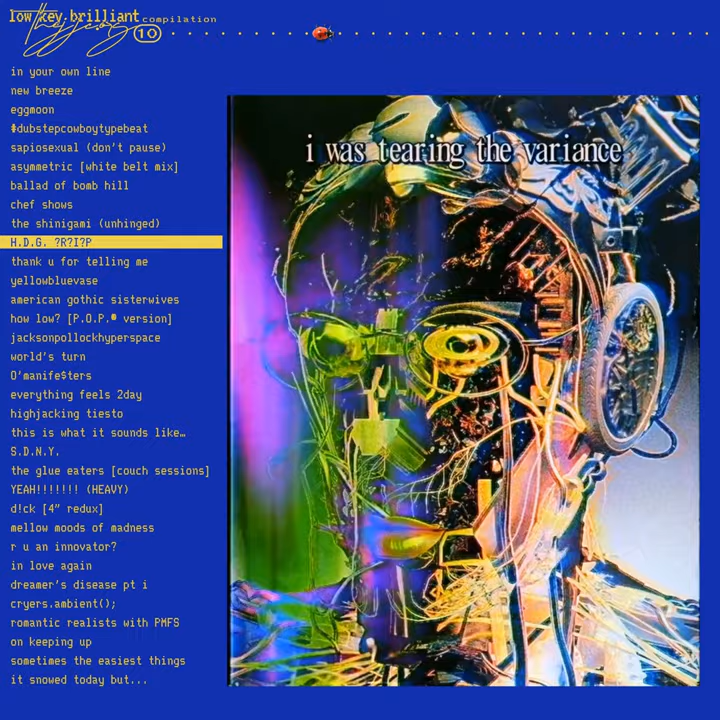 low key brilliant compilation
they.jcog
10
in your own line
new breeze
eggmoon
#dubstepcowboytypebeat
sapiosexual (don't pause)
asymmetric [white belt mix]
ballad of bomb hill
chef shows
the shinigami (unhinged)
H.D.G. ?R?I?P
thank u for telling me
yellowbluevase
american gothic sisterwives
how low? [P.O.P.® version]
jacksonpollockhyperspace
world's turn
O'manife$ters
everything feels 2day
highjacking tiesto
this is what it sounds like…
S.D.N.Y.
the glue eaters [couch sessions]
YEAH!!!!!!! (HEAVY)
d!ck [4" redux]
mellow moods of madness
r u an innovator?
in love again
dreamer's disease pt i
cryers.ambient();
romantic realists with PMFS
on keeping up
sometimes the easiest things
it snowed today but...
i was tearing the variance